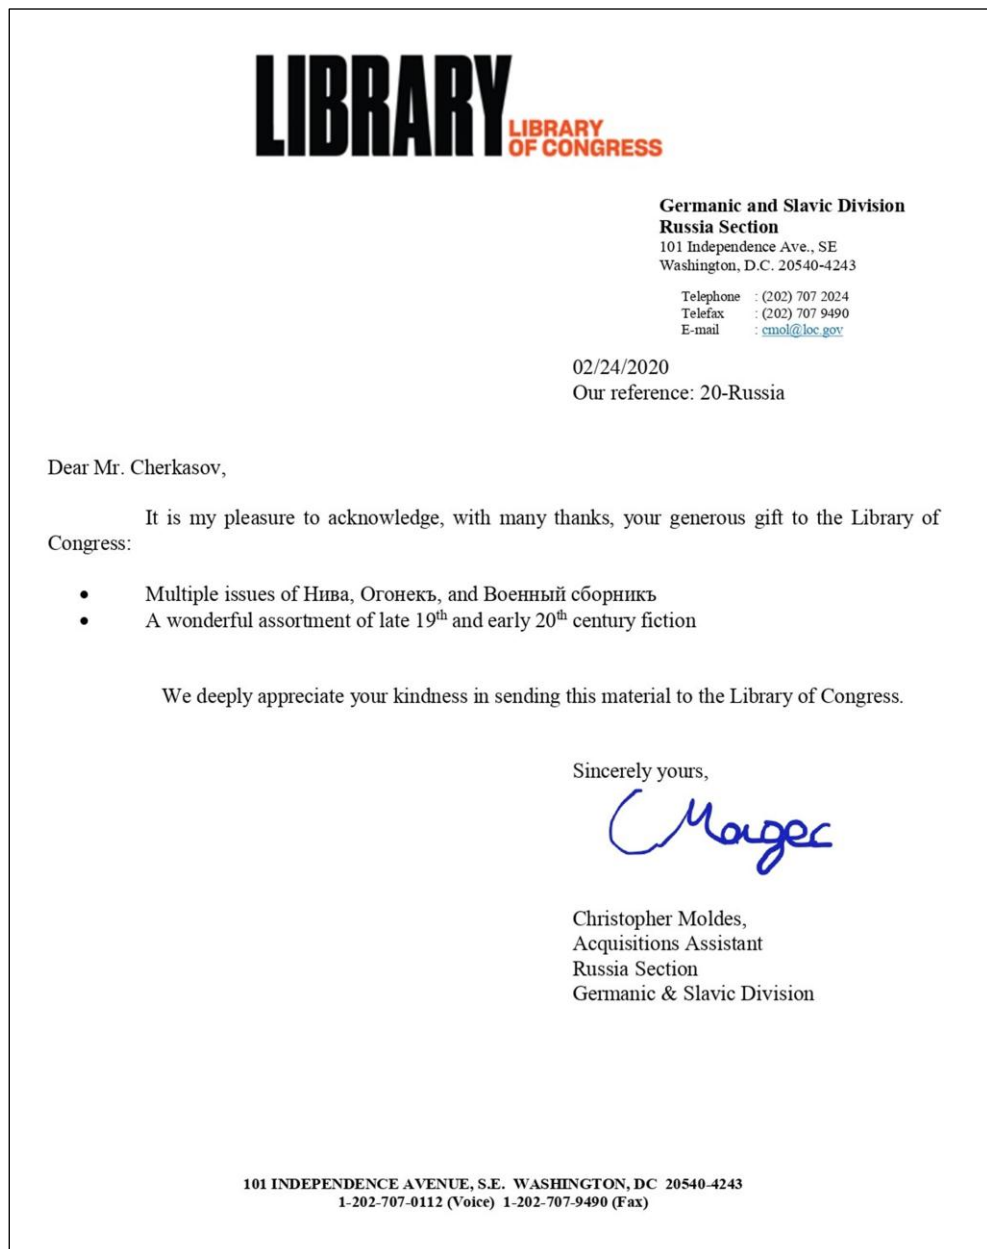 LIBRARY
LIBRARY
OF CONGRESS
Germanic and Slavic Division
Russia Section
101 Independence Ave., SE
Washington, D.C. 20540-4243
Telephone : (202) 707 2024
Telefax : (202) 707 9490
E-mail : cmol@loc.gov
02/24/2020
Our reference: 20-Russia
Dear Mr. Cherkasov,
It is my pleasure to acknowledge, with many thanks, your generous gift to the Library of
Congress:
• Multiple issues of Нива, Огонекъ, and Военный сборникъ
• A wonderful assortment of late 19th and early 20th century fiction
We deeply appreciate your kindness in sending this material to the Library of Congress.
Sincerely yours,
Christopher Moldes,
Acquisitions Assistant
Russia Section
Germanic & Slavic Division
101 INDEPENDENCE AVENUE, S.E. WASHINGTON, DC 20540-4243
1-202-707-0112 (Voice) 1-202-707-9490 (Fax)